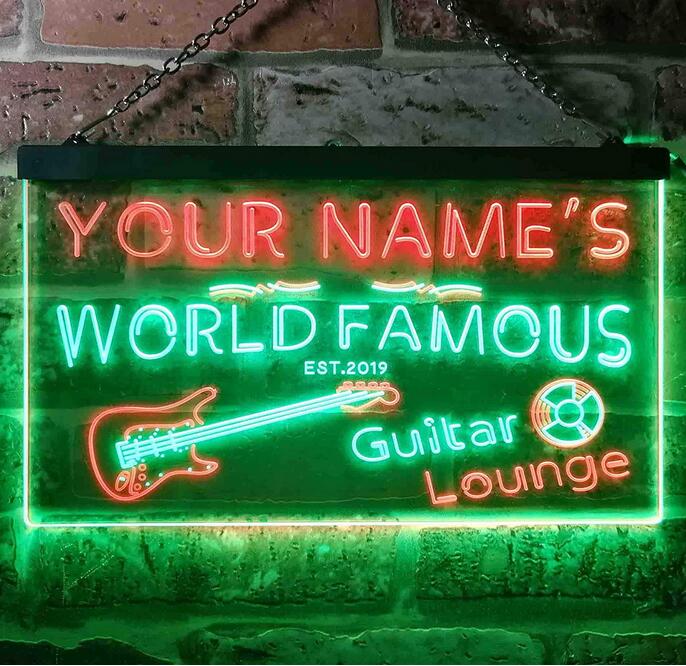 YOUR NAME'S
WORLD FAMOUS
EST.2019
Guitar
Lounge